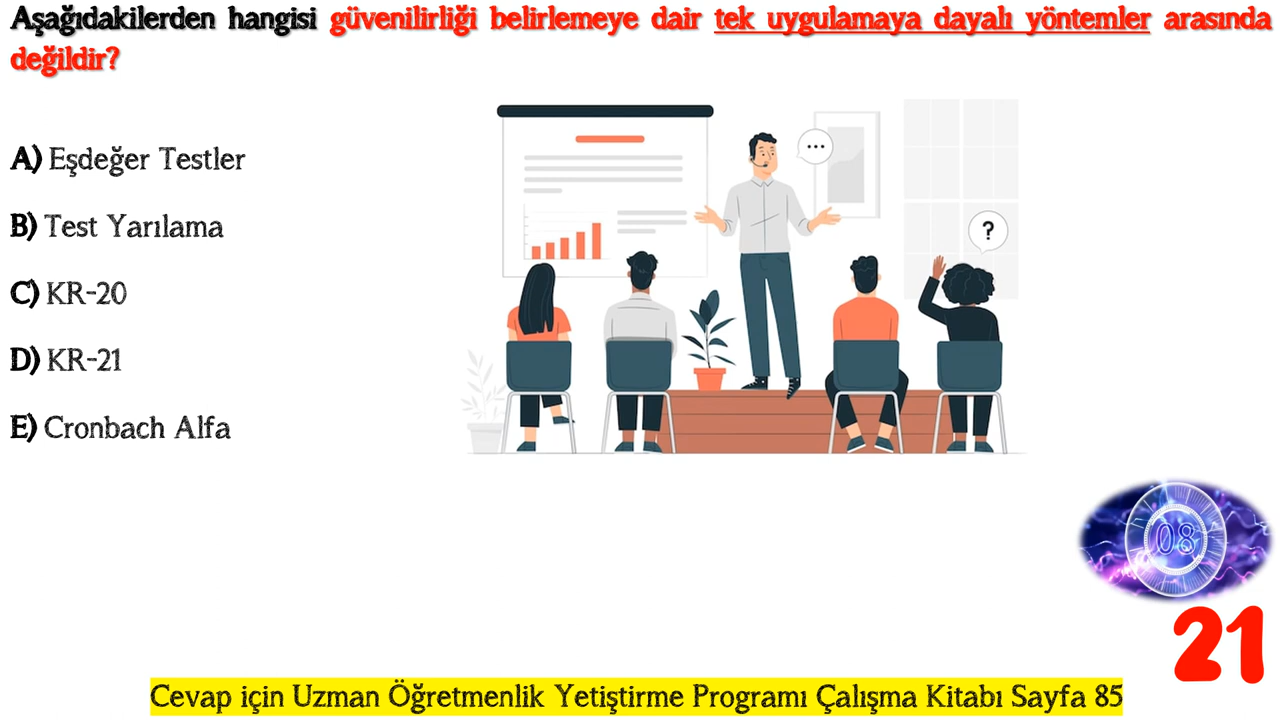 Aşağıdakilerden hangisi güvenilirliği belirlemeye dair tek uygulamaya dayalı yöntemler arasında
değildir?
A) Eşdeğer Testler
B) Test Yarılama
C) KR-20
D) KR-21
E) Cronbach Alfa
?
08
21
Cevap için Uzman Öğretmenlik Yetiştirme Programı Çalışma Kitabı Sayfa 85